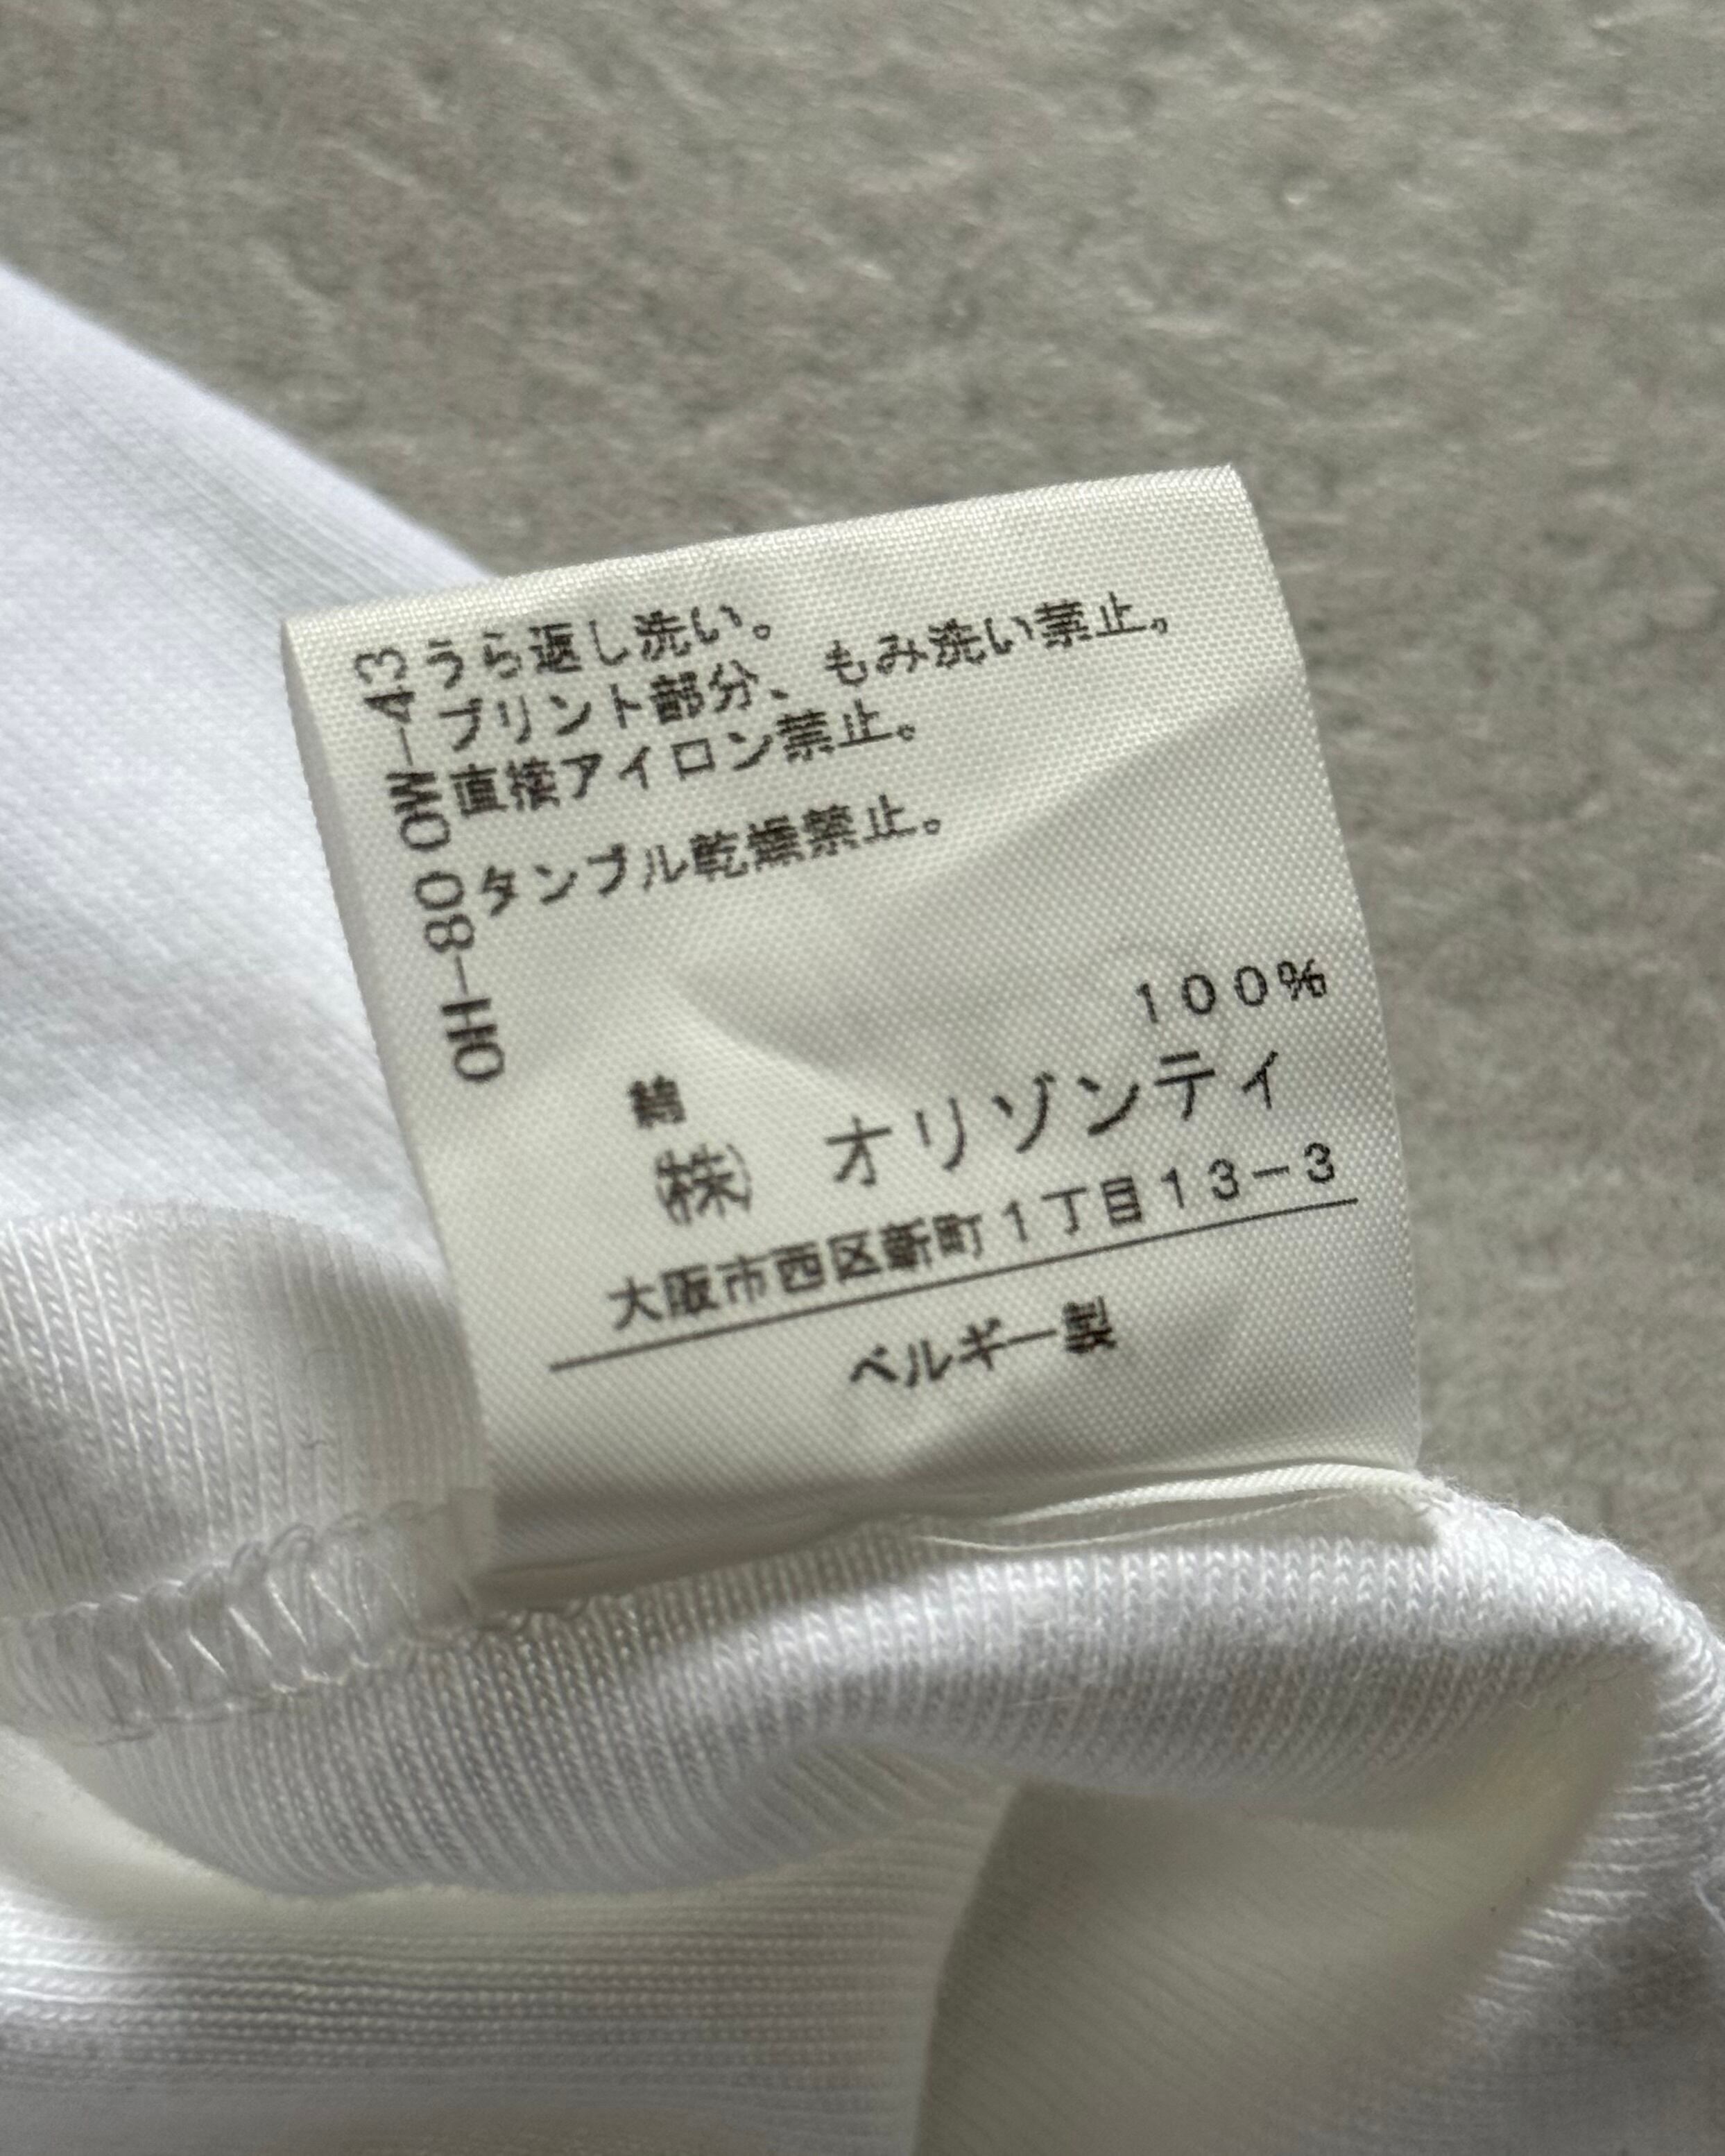 うら返し洗い。
プリント部分、もみ洗い禁止。
直接アイロン禁止。
タンブル乾燥禁止。
OH-80 OW-43
綿 100%
㈱ オリゾンティ
大阪市西区新町1丁目13-3
ベルギー製